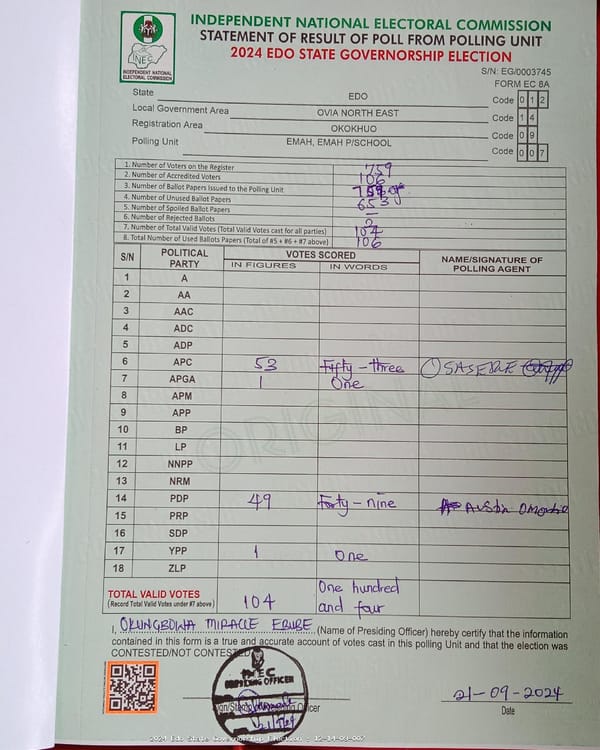 INDEPENDENT NATIONAL ELECTORAL COMMISSION
STATEMENT OF RESULT OF POLL FROM POLLING UNIT
2024 EDO STATE GOVERNORSHIP ELECTION
INEC
INDEPENDENT NATIONAL
ELECTORAL COMMISSION
S/N: EG/0003745
FORM EC 8A
State EDO Code 0 1 2
Local Government Area OVIA NORTH EAST Code 1 4
Registration Area OKOKHUO Code 0 9
Polling Unit EMAH, EMAH P/SCHOOL Code 0 0 7
1. Number of Voters on the Register 759
2. Number of Accredited Voters 106
3. Number of Ballot Papers Issued to the Polling Unit 759
4. Number of Unused Ballot Papers 653
5. Number of Spoiled Ballot Papers –
6. Number of Rejected Ballots 2
7. Number of Total Valid Votes (Total Valid Votes cast for all parties) 104
8. Total Number of Used Ballots Papers (Total of #5 + #6 + #7 above) 106
S/N POLITICAL PARTY VOTES SCORED NAME/SIGNATURE OF POLLING AGENT
IN FIGURES IN WORDS
1 A
2 AA
3 AAC
4 ADC
5 ADP
6 APC 53 Fifty-three OSASERE
7 APGA 1 One
8 APM
9 APP
10 BP
11 LP
12 NNPP
13 NRM
14 PDP 49 Forty-nine Austin
15 PRP
16 SDP
17 YPP 1 One
18 ZLP
ORIGINAL
TOTAL VALID VOTES 104 One hundred
(Record Total Valid Votes under #7 above) and four
I, OKUNGBOWA MIRACLE EBUBE (Name of Presiding Officer) hereby certify that the information
contained in this form is a true and accurate account of votes cast in this polling Unit and that the election was
CONTESTED/NOT CONTESTED
INEC
PRESIDING OFFICER
21-09-2024
Date
2024 Edo State Governorship Election : 12-14-09-007